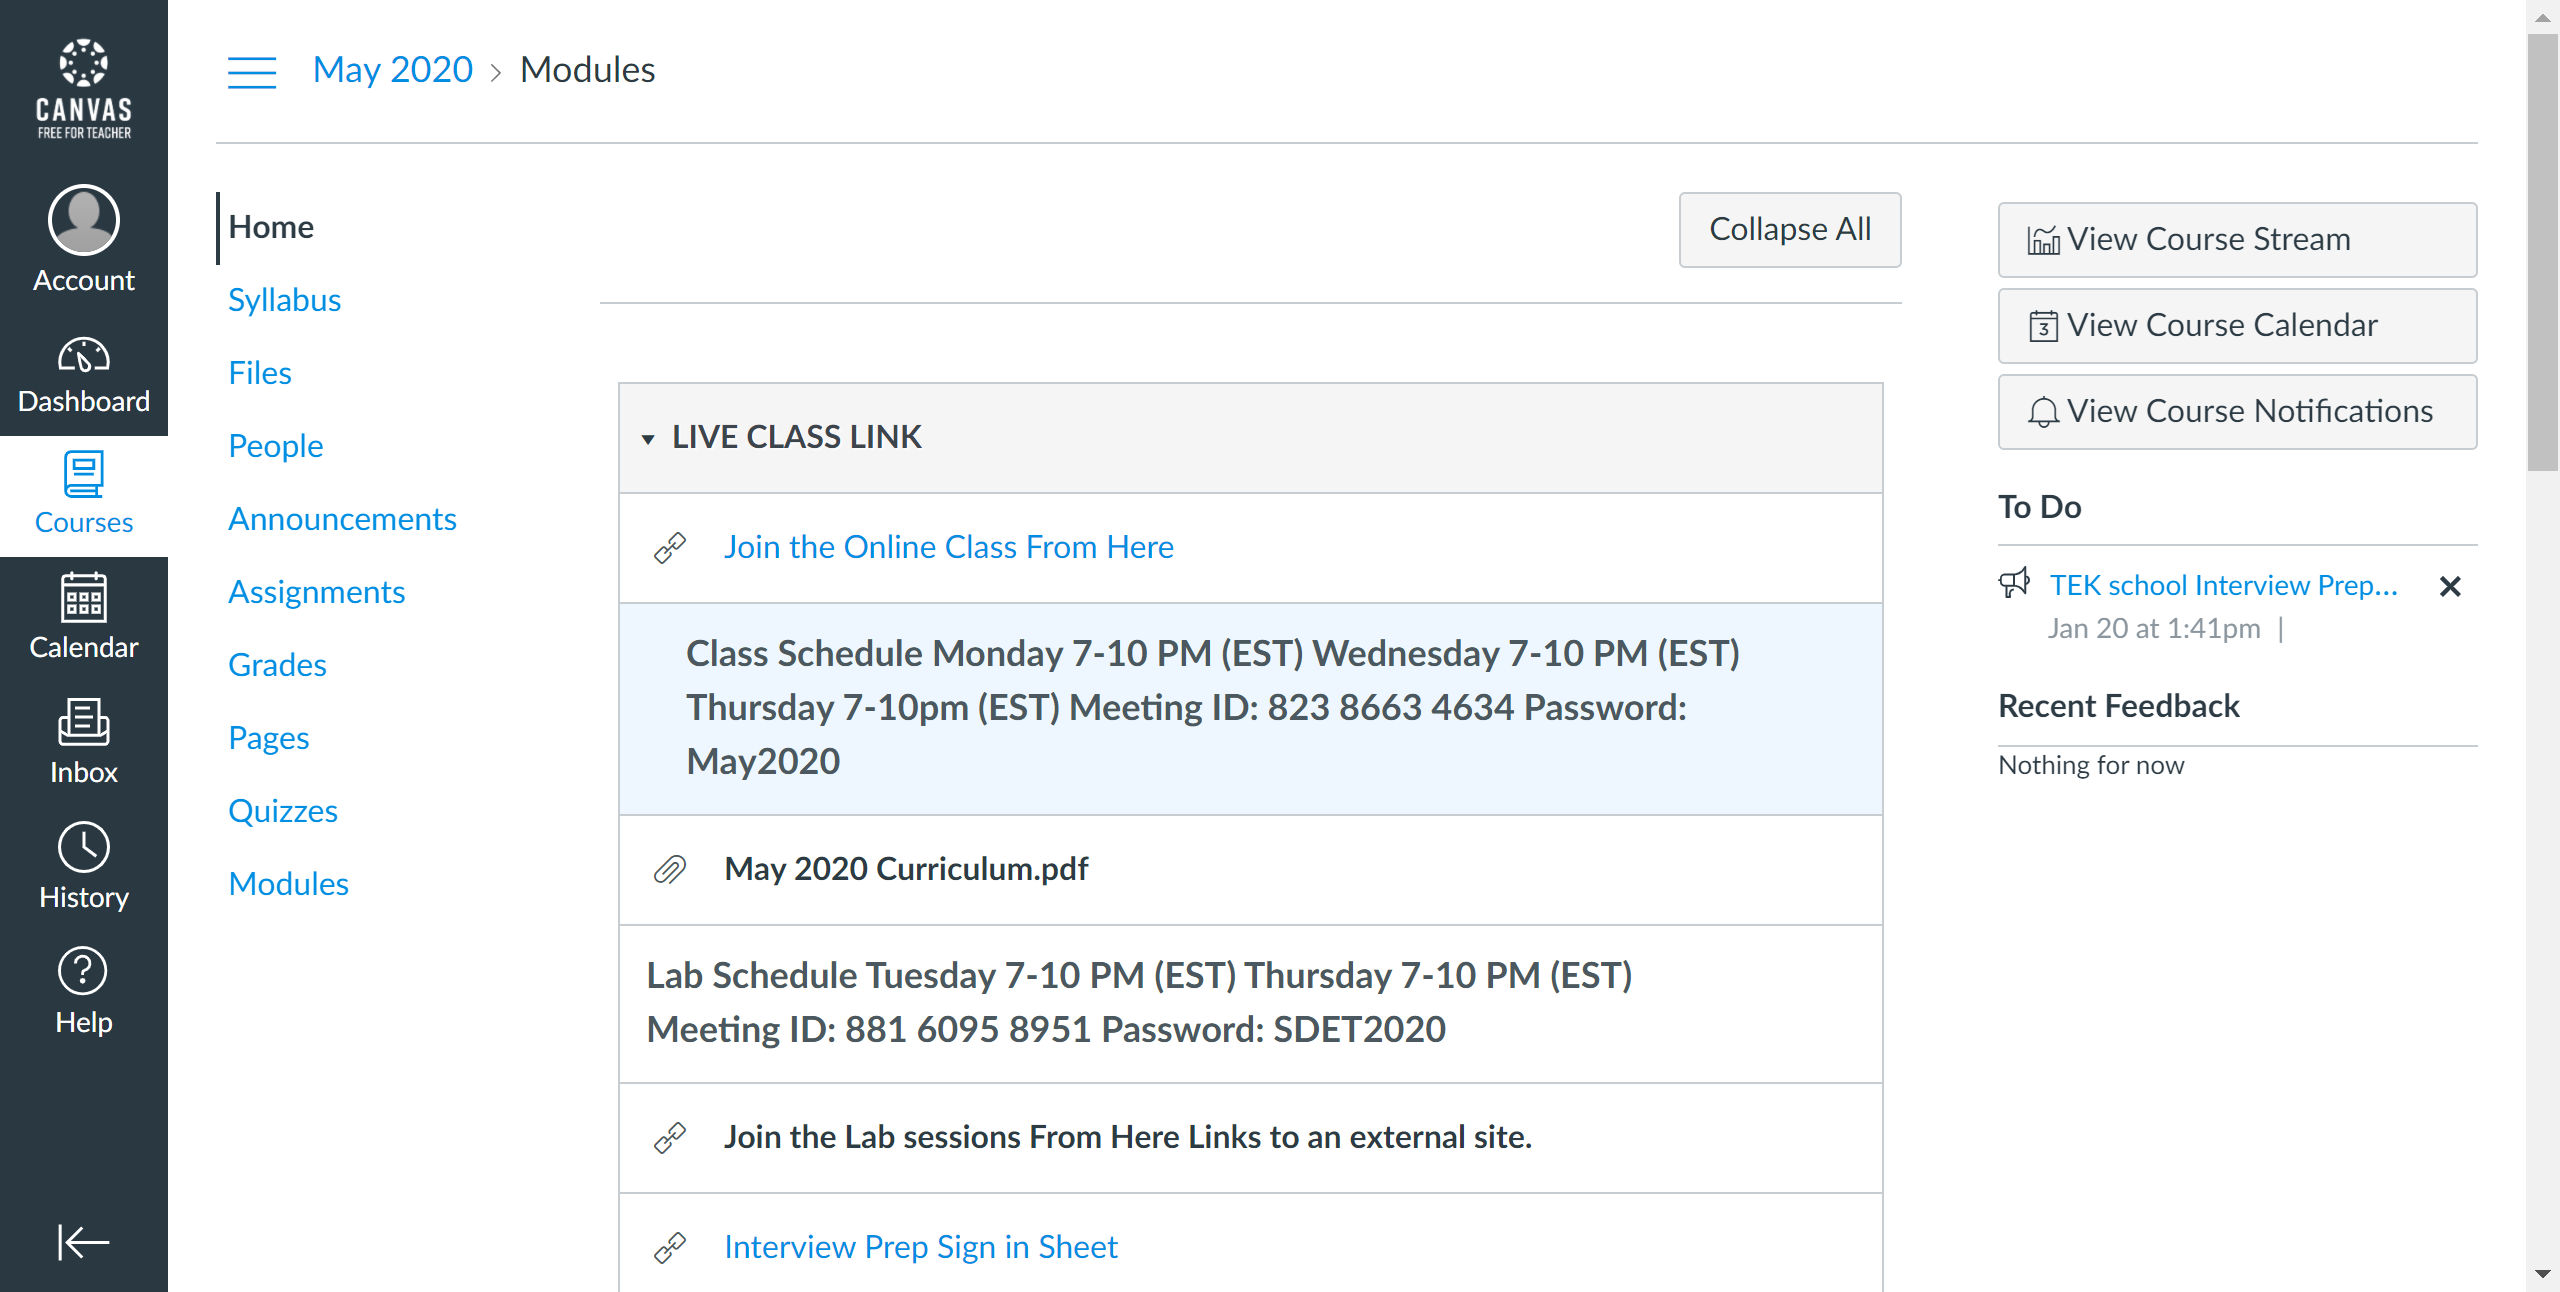 CANVAS
FREE FOR TEACHER
Account
Dashboard
Courses
Calendar
Inbox
History
Help
May 2020 > Modules
Home
Syllabus
Files
People
Announcements
Assignments
Grades
Pages
Quizzes
Modules
Collapse All
LIVE CLASS LINK
Join the Online Class From Here
Class Schedule Monday 7-10 PM (EST) Wednesday 7-10 PM (EST)
Thursday 7-10pm (EST) Meeting ID: 823 8663 4634 Password:
May2020
May 2020 Curriculum.pdf
Lab Schedule Tuesday 7-10 PM (EST) Thursday 7-10 PM (EST)
Meeting ID: 881 6095 8951 Password: SDET2020
Join the Lab sessions From Here Links to an external site.
Interview Prep Sign in Sheet
View Course Stream
3 View Course Calendar
View Course Notifications
To Do
TEK school Interview Prep...
Jan 20 at 1:41pm |
Recent Feedback
Nothing for now